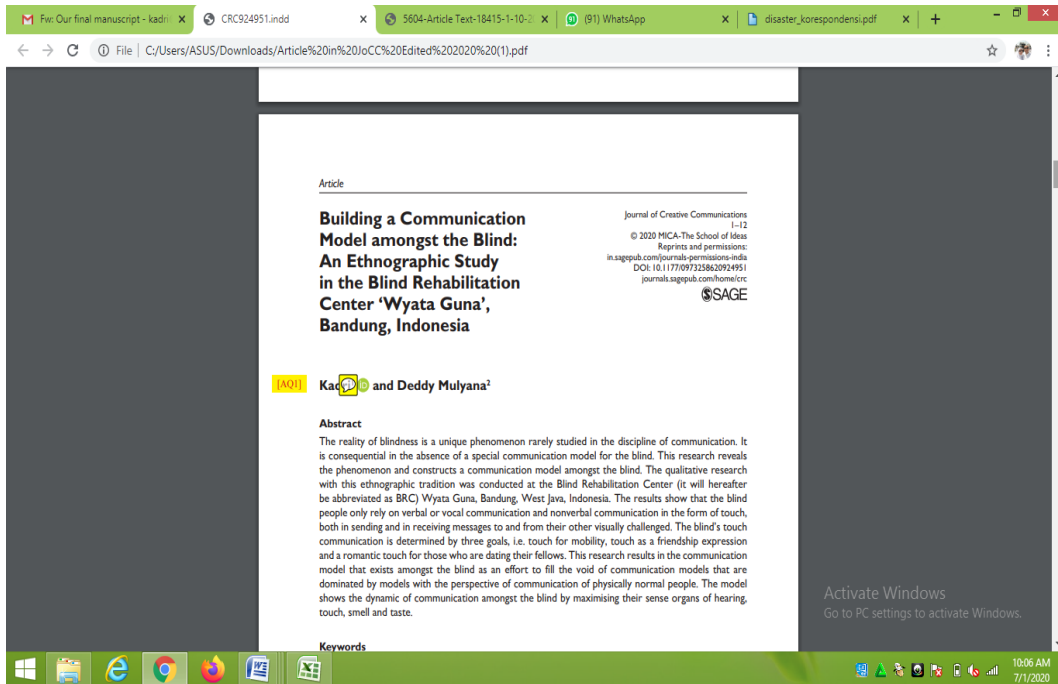 Fw: Our final manuscript - kadri
CRC924951.indd
5604-Article Text-18415-1-10-2
(91) WhatsApp
disaster_korespondensi.pdf
File | C:/Users/ASUS/Downloads/Article%20in%20JoCC%20Edited%202020%20(1).pdf
Article
Building a Communication
Model amongst the Blind:
An Ethnographic Study
in the Blind Rehabilitation
Center ‘Wyata Guna’,
Bandung, Indonesia
Journal of Creative Communications
1–12
© 2020 MICA-The School of Ideas
Reprints and permissions:
in.sagepub.com/journals-permissions-india
DOI: 10.1177/0973258620924951
journals.sagepub.com/home/crc
SAGE
[AQ1] Kad iD and Deddy Mulyana²
Abstract
The reality of blindness is a unique phenomenon rarely studied in the discipline of communication. It
is consequential in the absence of a special communication model for the blind. This research reveals
the phenomenon and constructs a communication model amongst the blind. The qualitative research
with this ethnographic tradition was conducted at the Blind Rehabilitation Center (it will hereafter
be abbreviated as BRC) Wyata Guna, Bandung, West Java, Indonesia. The results show that the blind
people only rely on verbal or vocal communication and nonverbal communication in the form of touch,
both in sending and in receiving messages to and from their other visually challenged. The blind’s touch
communication is determined by three goals, i.e. touch for mobility, touch as a friendship expression
and a romantic touch for those who are dating their fellows. This research results in the communication
model that exists amongst the blind as an effort to fill the void of communication models that are
dominated by models with the perspective of communication of physically normal people. The model
shows the dynamic of communication amongst the blind by maximising their sense organs of hearing,
touch, smell and taste.
Keywords
Activate Windows
Go to PC settings to activate Windows.
10:06 AM
7/1/2020